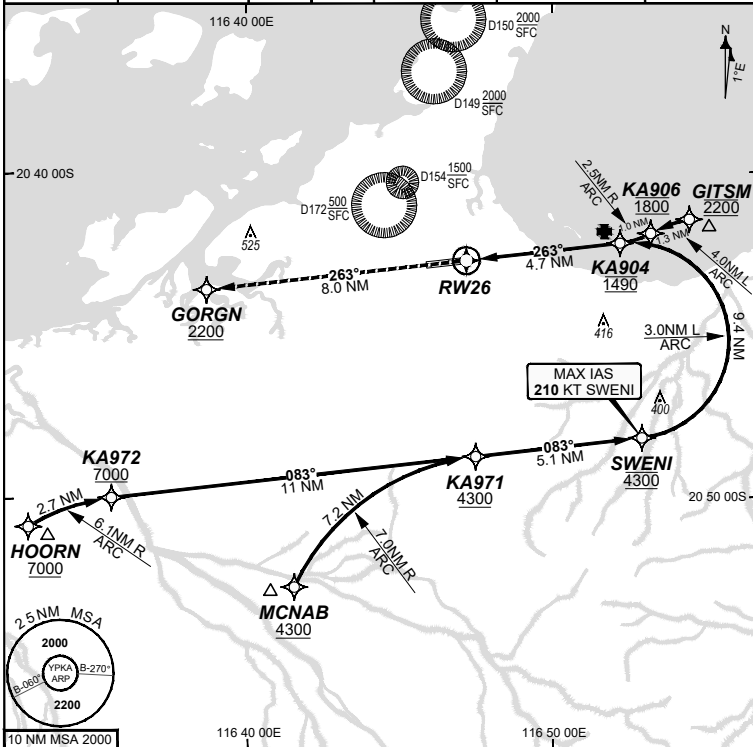 116 40 00E
D150 2000
SFC
N
1°E
D149 2000
SFC
20 40 00S
D154 1500
SFC
D172 500
SFC
2.5NM R
ARC
KA906
1800
GITSM
2200
525
1.0 NM
1.3 NM
4.0NM L
ARC
263°
8.0 NM
263°
4.7 NM
KA904
1490
RW26
GORGN
2200
416
3.0NM L
ARC
9.4 NM
MAX IAS
210 KT SWENI
400
KA972
7000
083°
11 NM
KA971
4300
083°
5.1 NM
SWENI
4300
2.7 NM
7.2 NM
20 50 00S
6.1NM R
ARC
HOORN
7000
7.0NM R
ARC
MCNAB
4300
25NM MSA
2000
YPKA
ARP
B-270°
B-060°
2200
10 NM MSA 2000
116 40 00E
116 50 00E